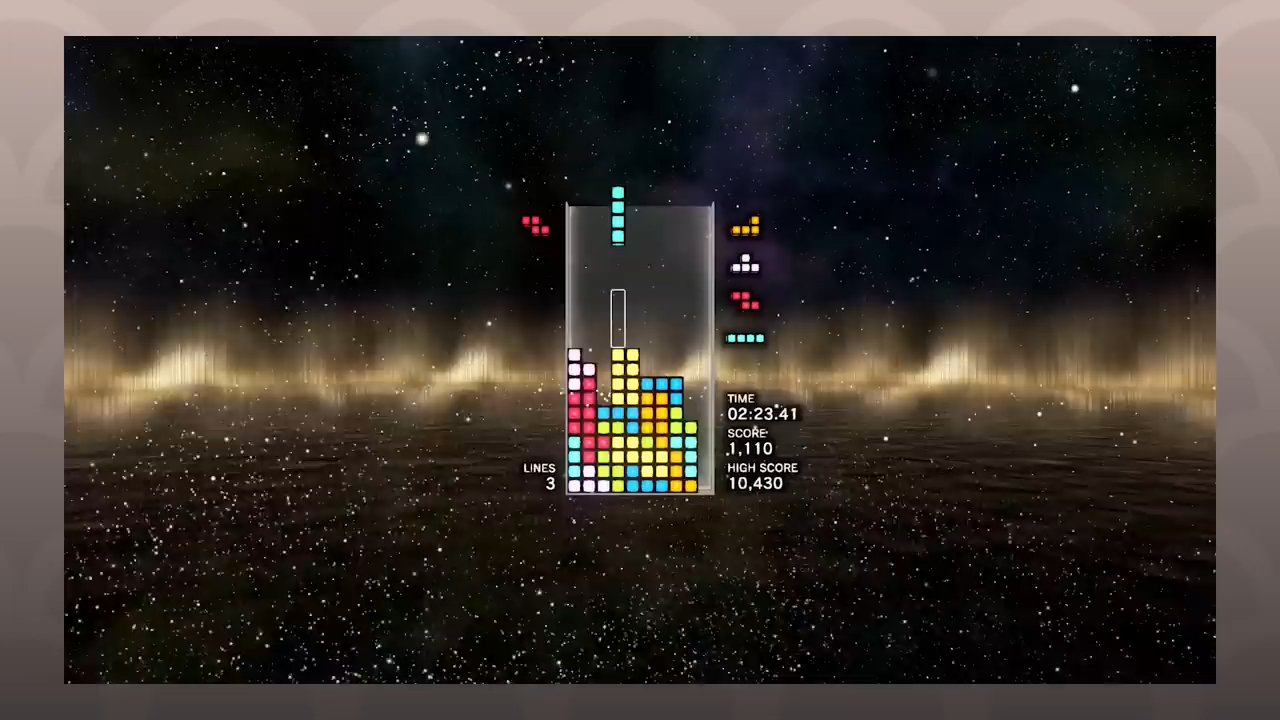 TIME
02:23.41
SCORE
1,110
LINES
3
HIGH SCORE
10,430